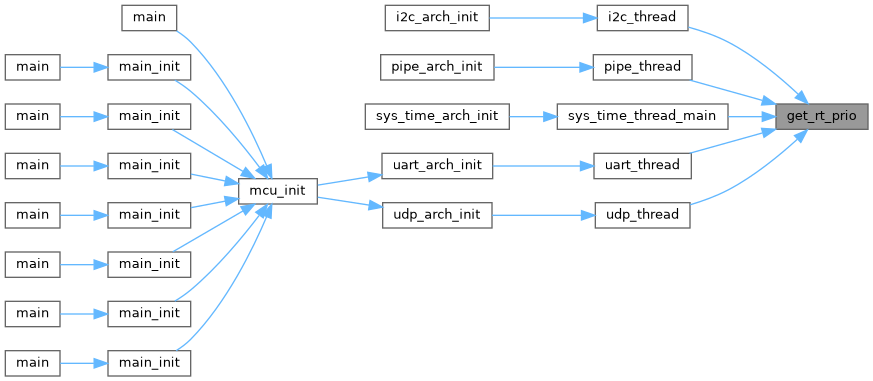 main
i2c_arch_init
i2c_thread
main
main_init
pipe_arch_init
pipe_thread
main
main_init
sys_time_arch_init
sys_time_thread_main
get_rt_prio
main
main_init
uart_arch_init
uart_thread
mcu_init
main
main_init
udp_arch_init
udp_thread
main
main_init
main
main_init
main
main_init